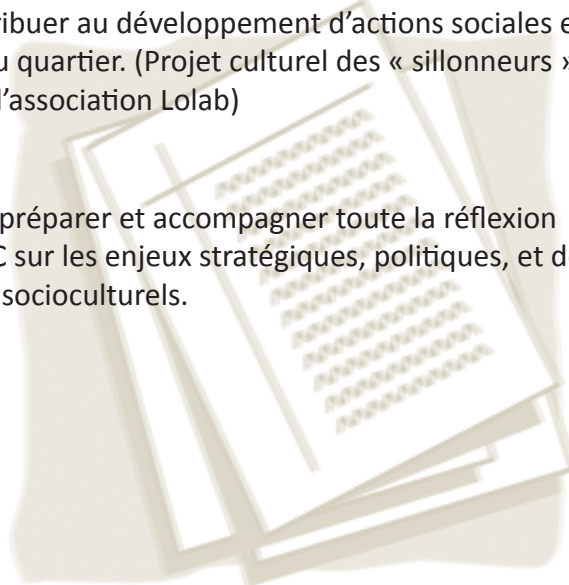 ribuer au développement d’actions sociales e
u quartier. (Projet culturel des « sillonneurs »
l’association Lolab)
préparer et accompagner toute la réflexion
C sur les enjeux stratégiques, politiques, et d
socioculturels.